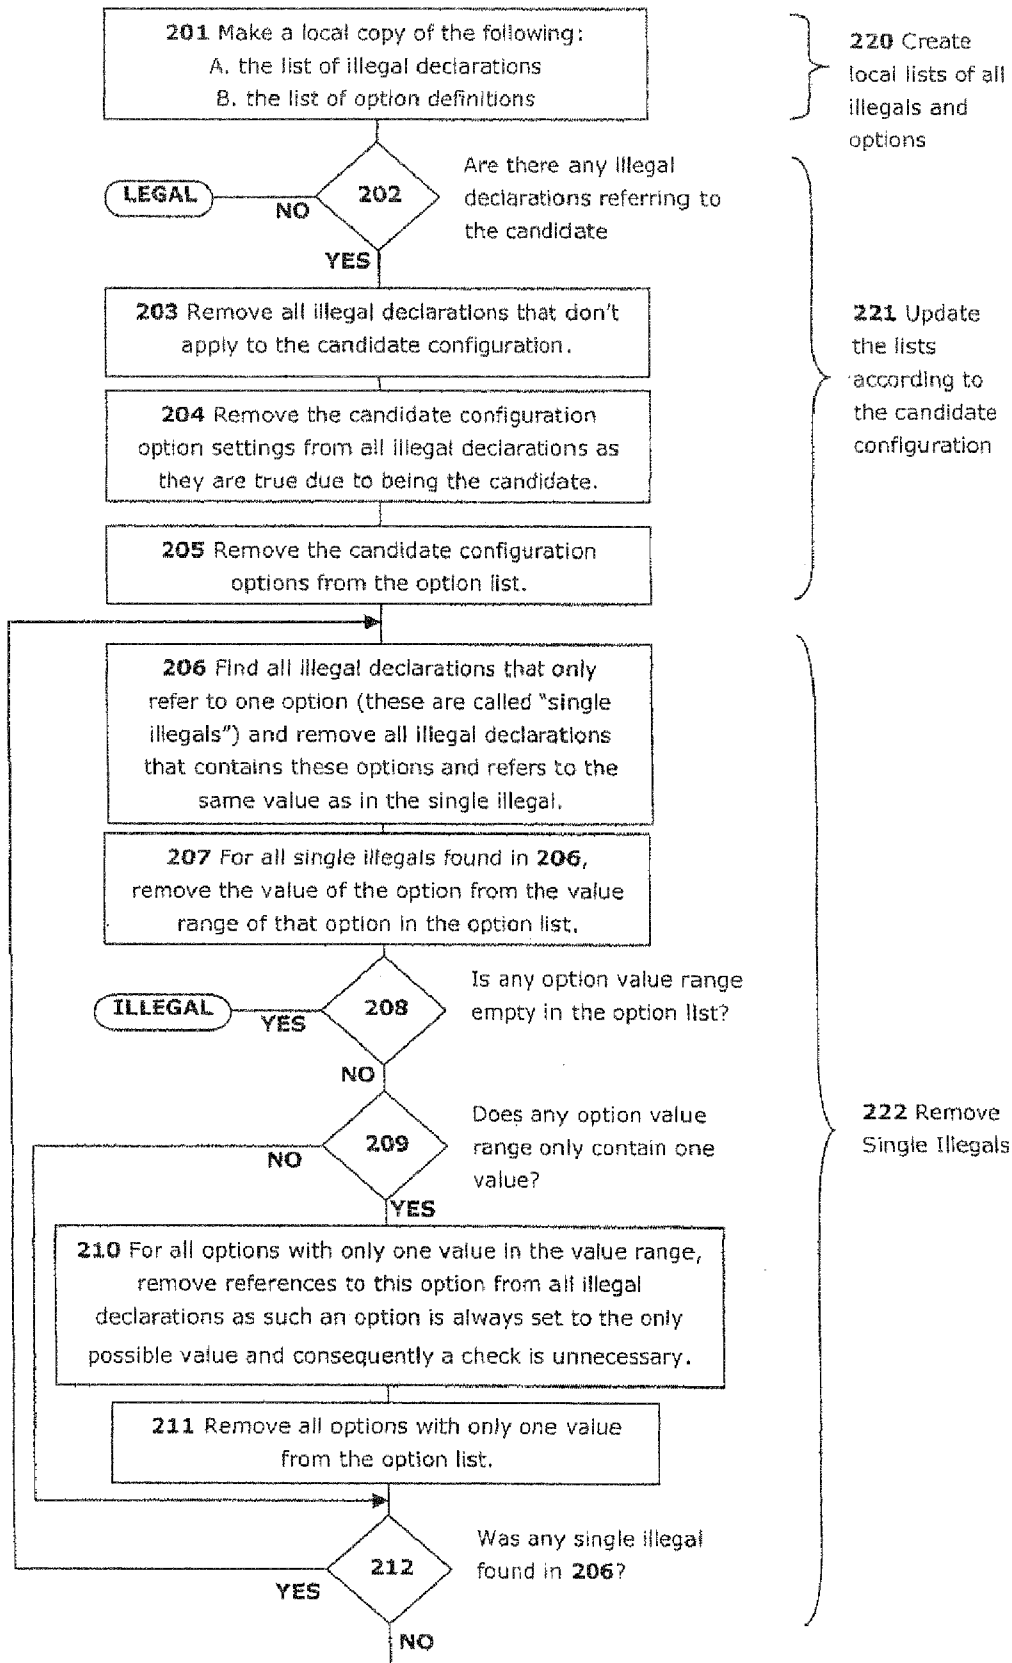 201 Make a local copy of the following:
A. the list of illegal declarations
B. the list of option definitions
220 Create
local lists of all
illegals and
options
LEGAL
NO
202
Are there any illegal
declarations referring to
the candidate
YES
203 Remove all illegal declarations that don't
apply to the candidate configuration.
221 Update
the lists
according to
the candidate
configuration
204 Remove the candidate configuration
option settings from all illegal declarations as
they are true due to being the candidate.
205 Remove the candidate configuration
options from the option list.
206 Find all illegal declarations that only
refer to one option (these are called "single
illegals") and remove all illegal declarations
that contains these options and refers to the
same value as in the single illegal.
207 For all single illegals found in 206,
remove the value of the option from the value
range of that option in the option list.
ILLEGAL
YES
208
Is any option value range
empty in the option list?
NO
209
NO
Does any option value
range only contain one
value?
YES
222 Remove
Single Illegals
210 For all options with only one value in the value range,
remove references to this option from all illegal
declarations as such an option is always set to the only
possible value and consequently a check is unnecessary.
211 Remove all options with only one value
from the option list.
212
Was any single illegal
found in 206?
YES
NO